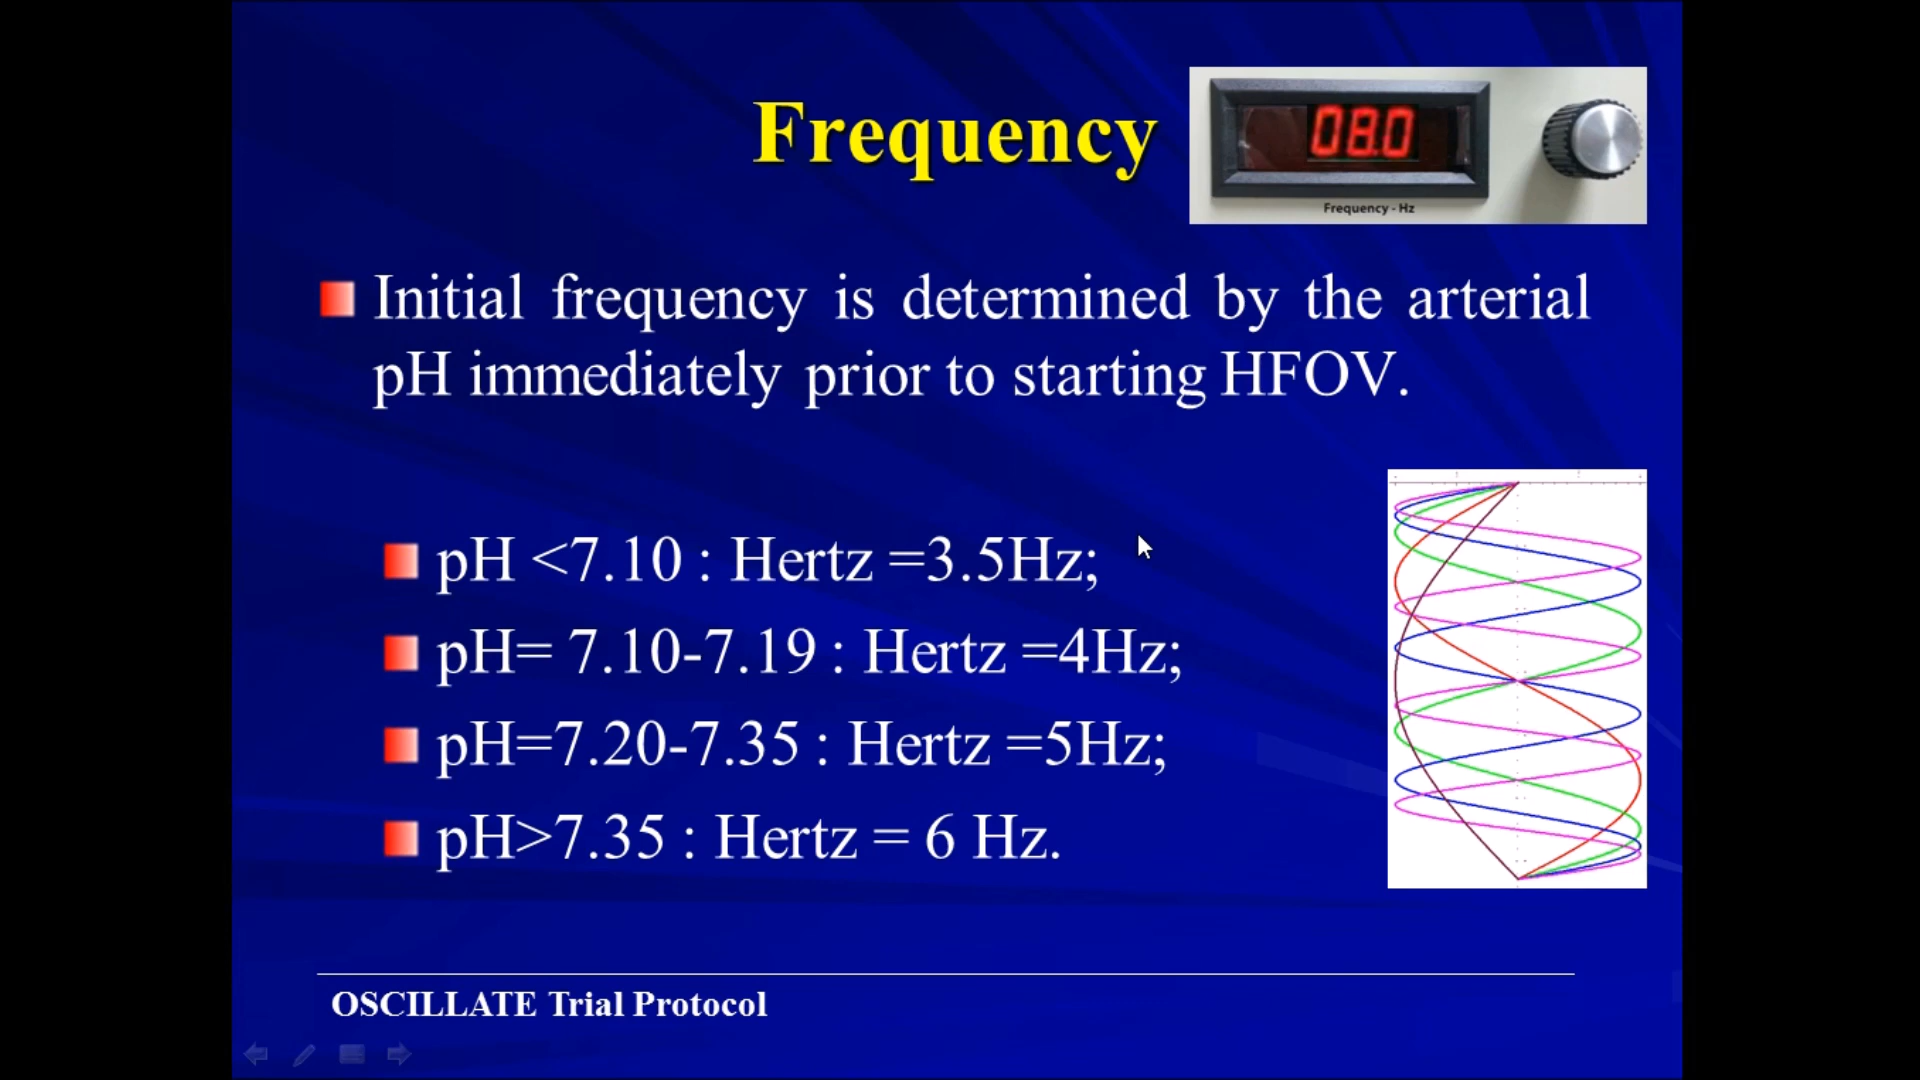 Frequency
08.0
Frequency - Hz
Initial frequency is determined by the arterial
pH immediately prior to starting HFOV.
pH <7.10 : Hertz =3.5Hz;
pH= 7.10-7.19 : Hertz =4Hz;
pH=7.20-7.35 : Hertz =5Hz;
pH>7.35 : Hertz = 6 Hz.
OSCILLATE Trial Protocol